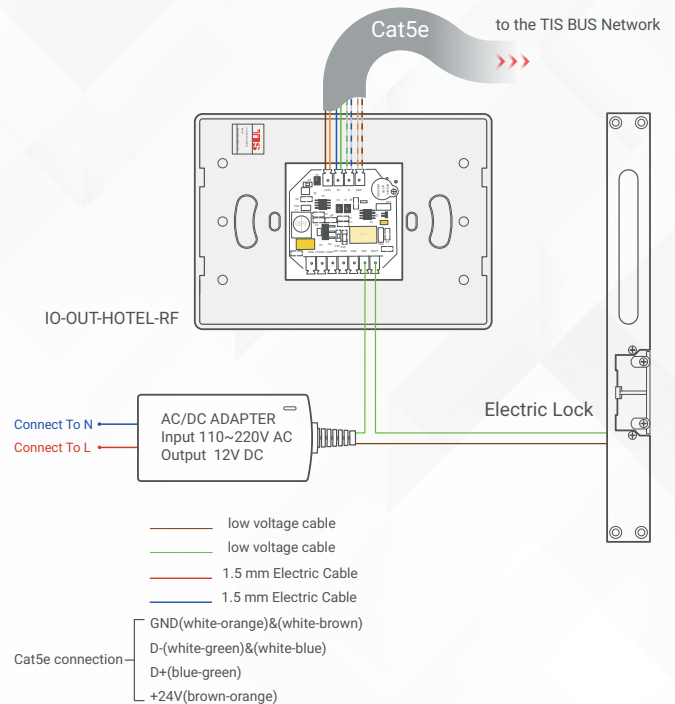 Cat5e
to the TIS BUS Network
TIS
IO-OUT-HOTEL-RF
Electric Lock
Connect To N
Connect To L
AC/DC ADAPTER
Input 110~220V AC
Output 12V DC
low voltage cable
low voltage cable
1.5 mm Electric Cable
1.5 mm Electric Cable
Cat5e connection
GND(white-orange)&(white-brown)
D-(white-green)&(white-blue)
D+(blue-green)
+24V(brown-orange)